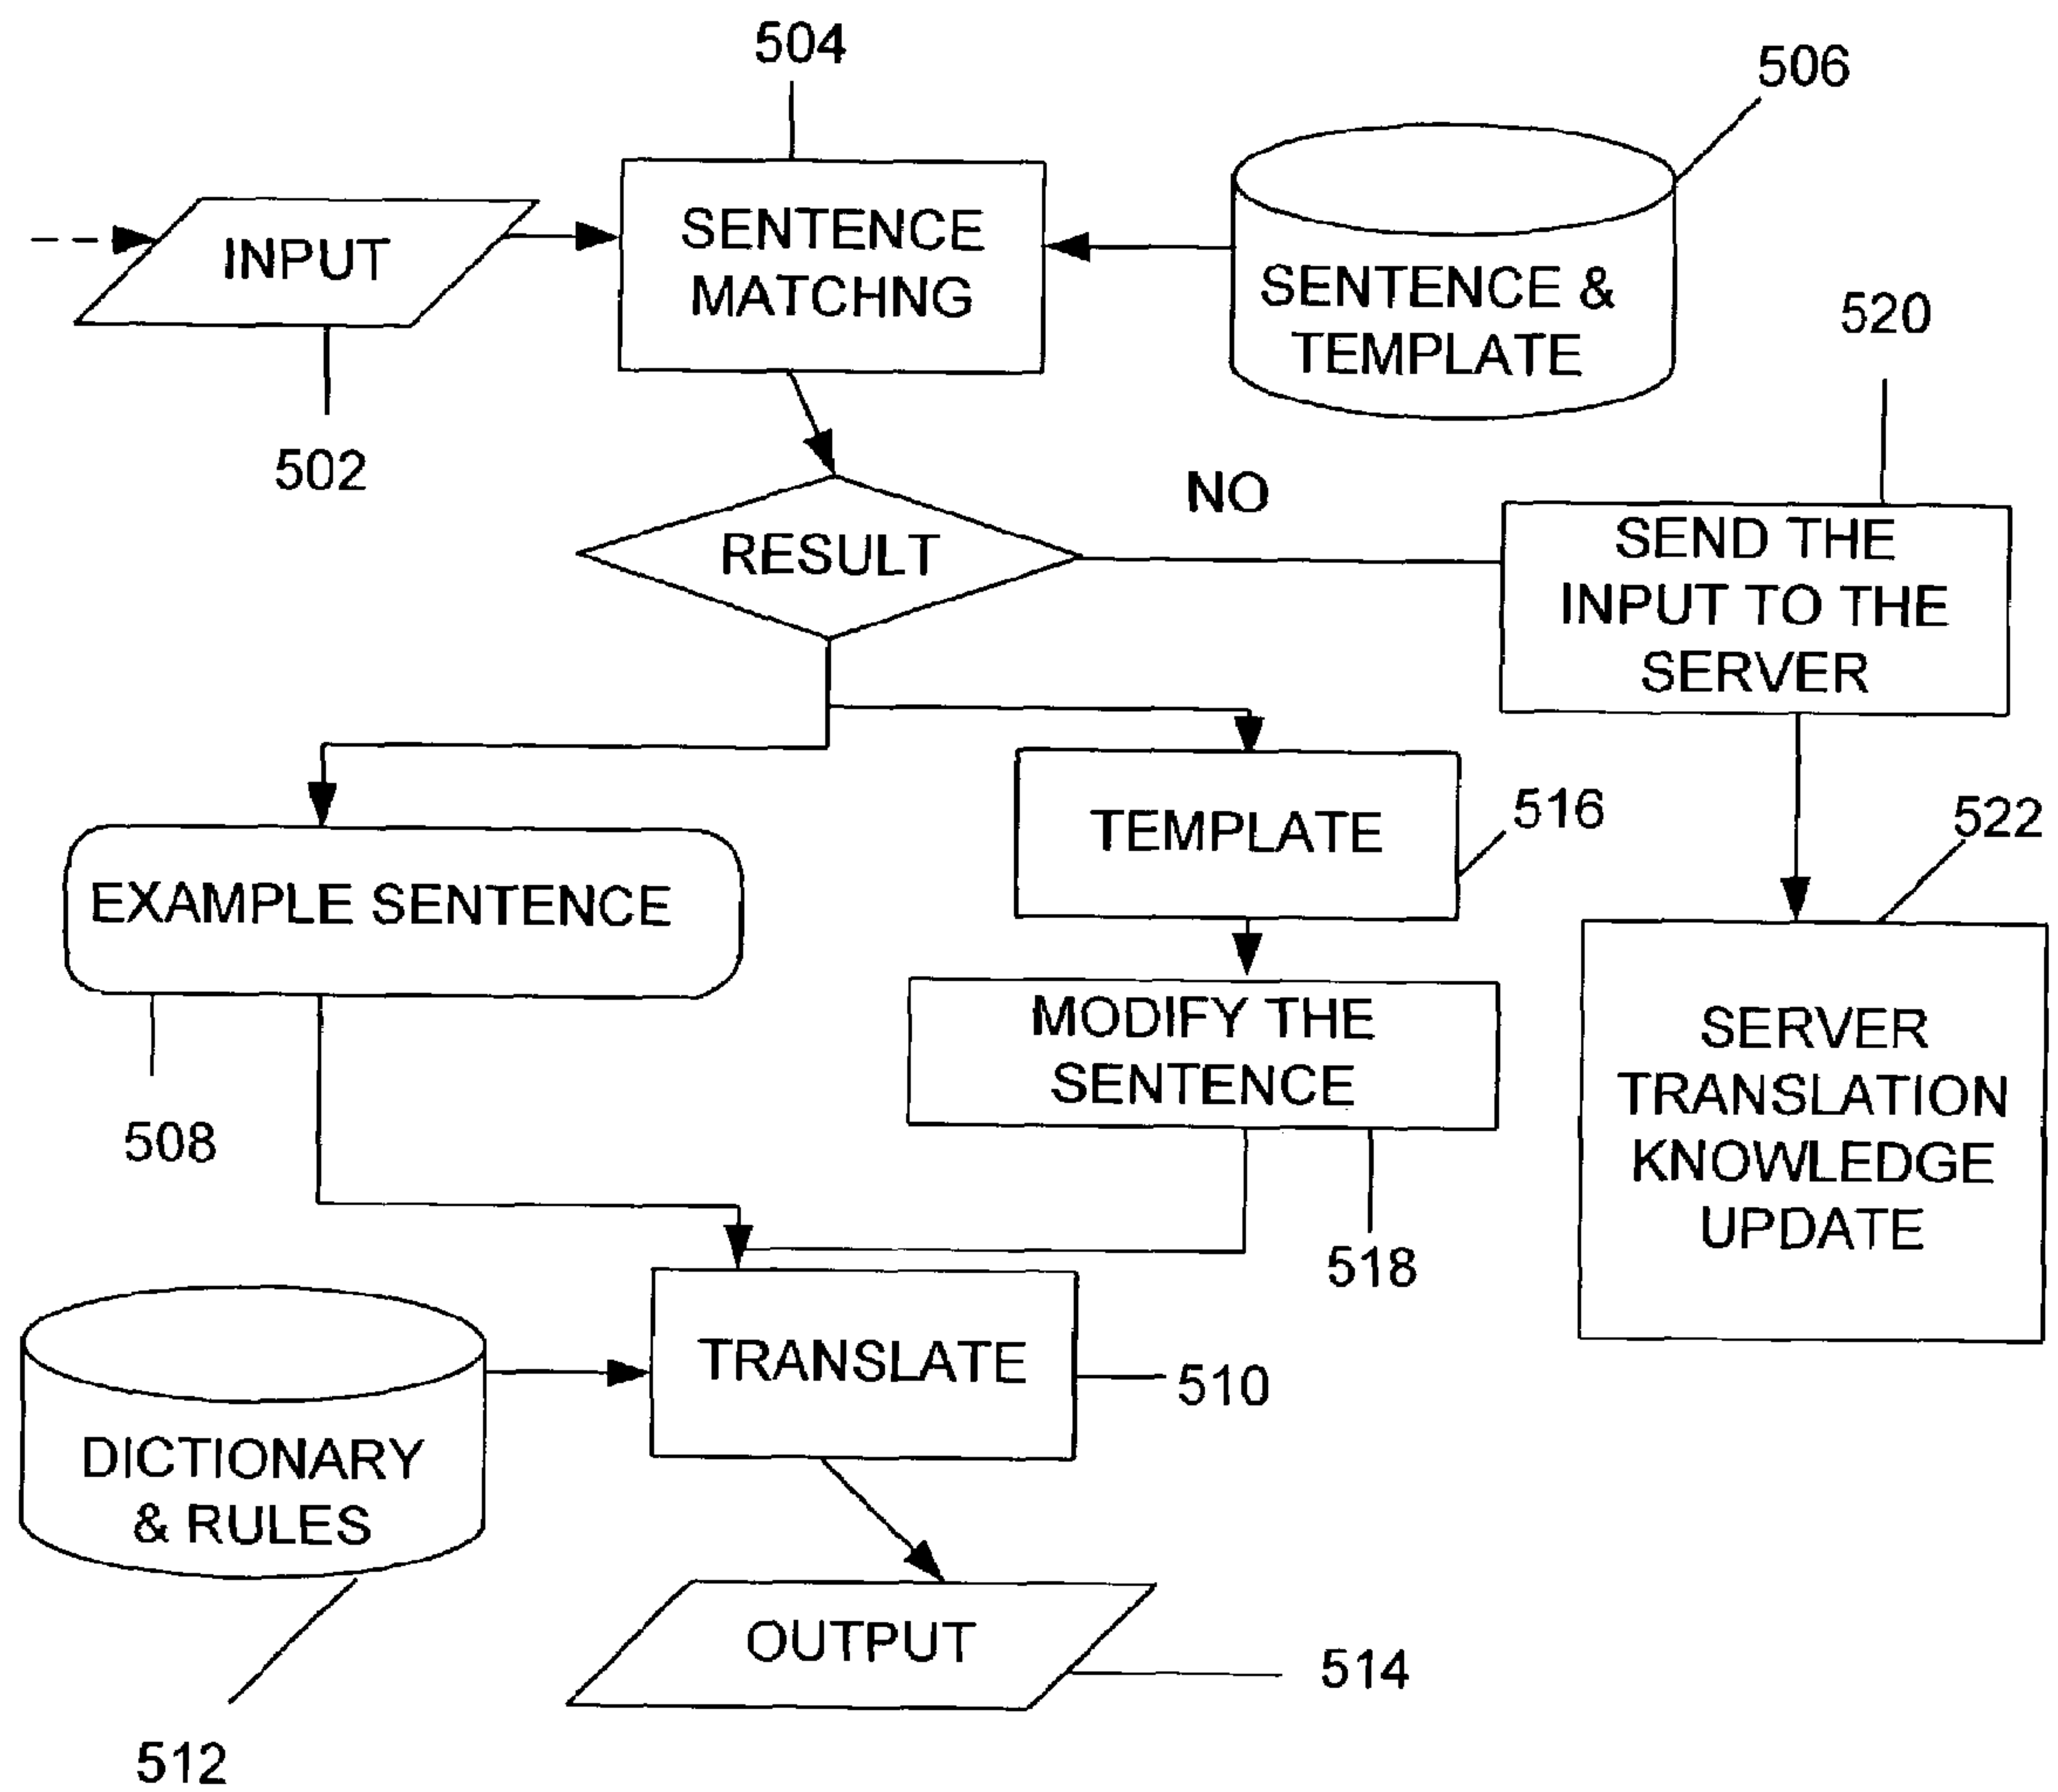 504
506
INPUT
SENTENCE
MATCHNG
SENTENCE &
TEMPLATE
502
520
RESULT
NO
SEND THE
INPUT TO THE
SERVER
EXAMPLE SENTENCE
508
TEMPLATE
516
MODIFY THE
SENTENCE
518
522
SERVER
TRANSLATION
KNOWLEDGE
UPDATE
DICTIONARY
& RULES
512
TRANSLATE
510
OUTPUT
514